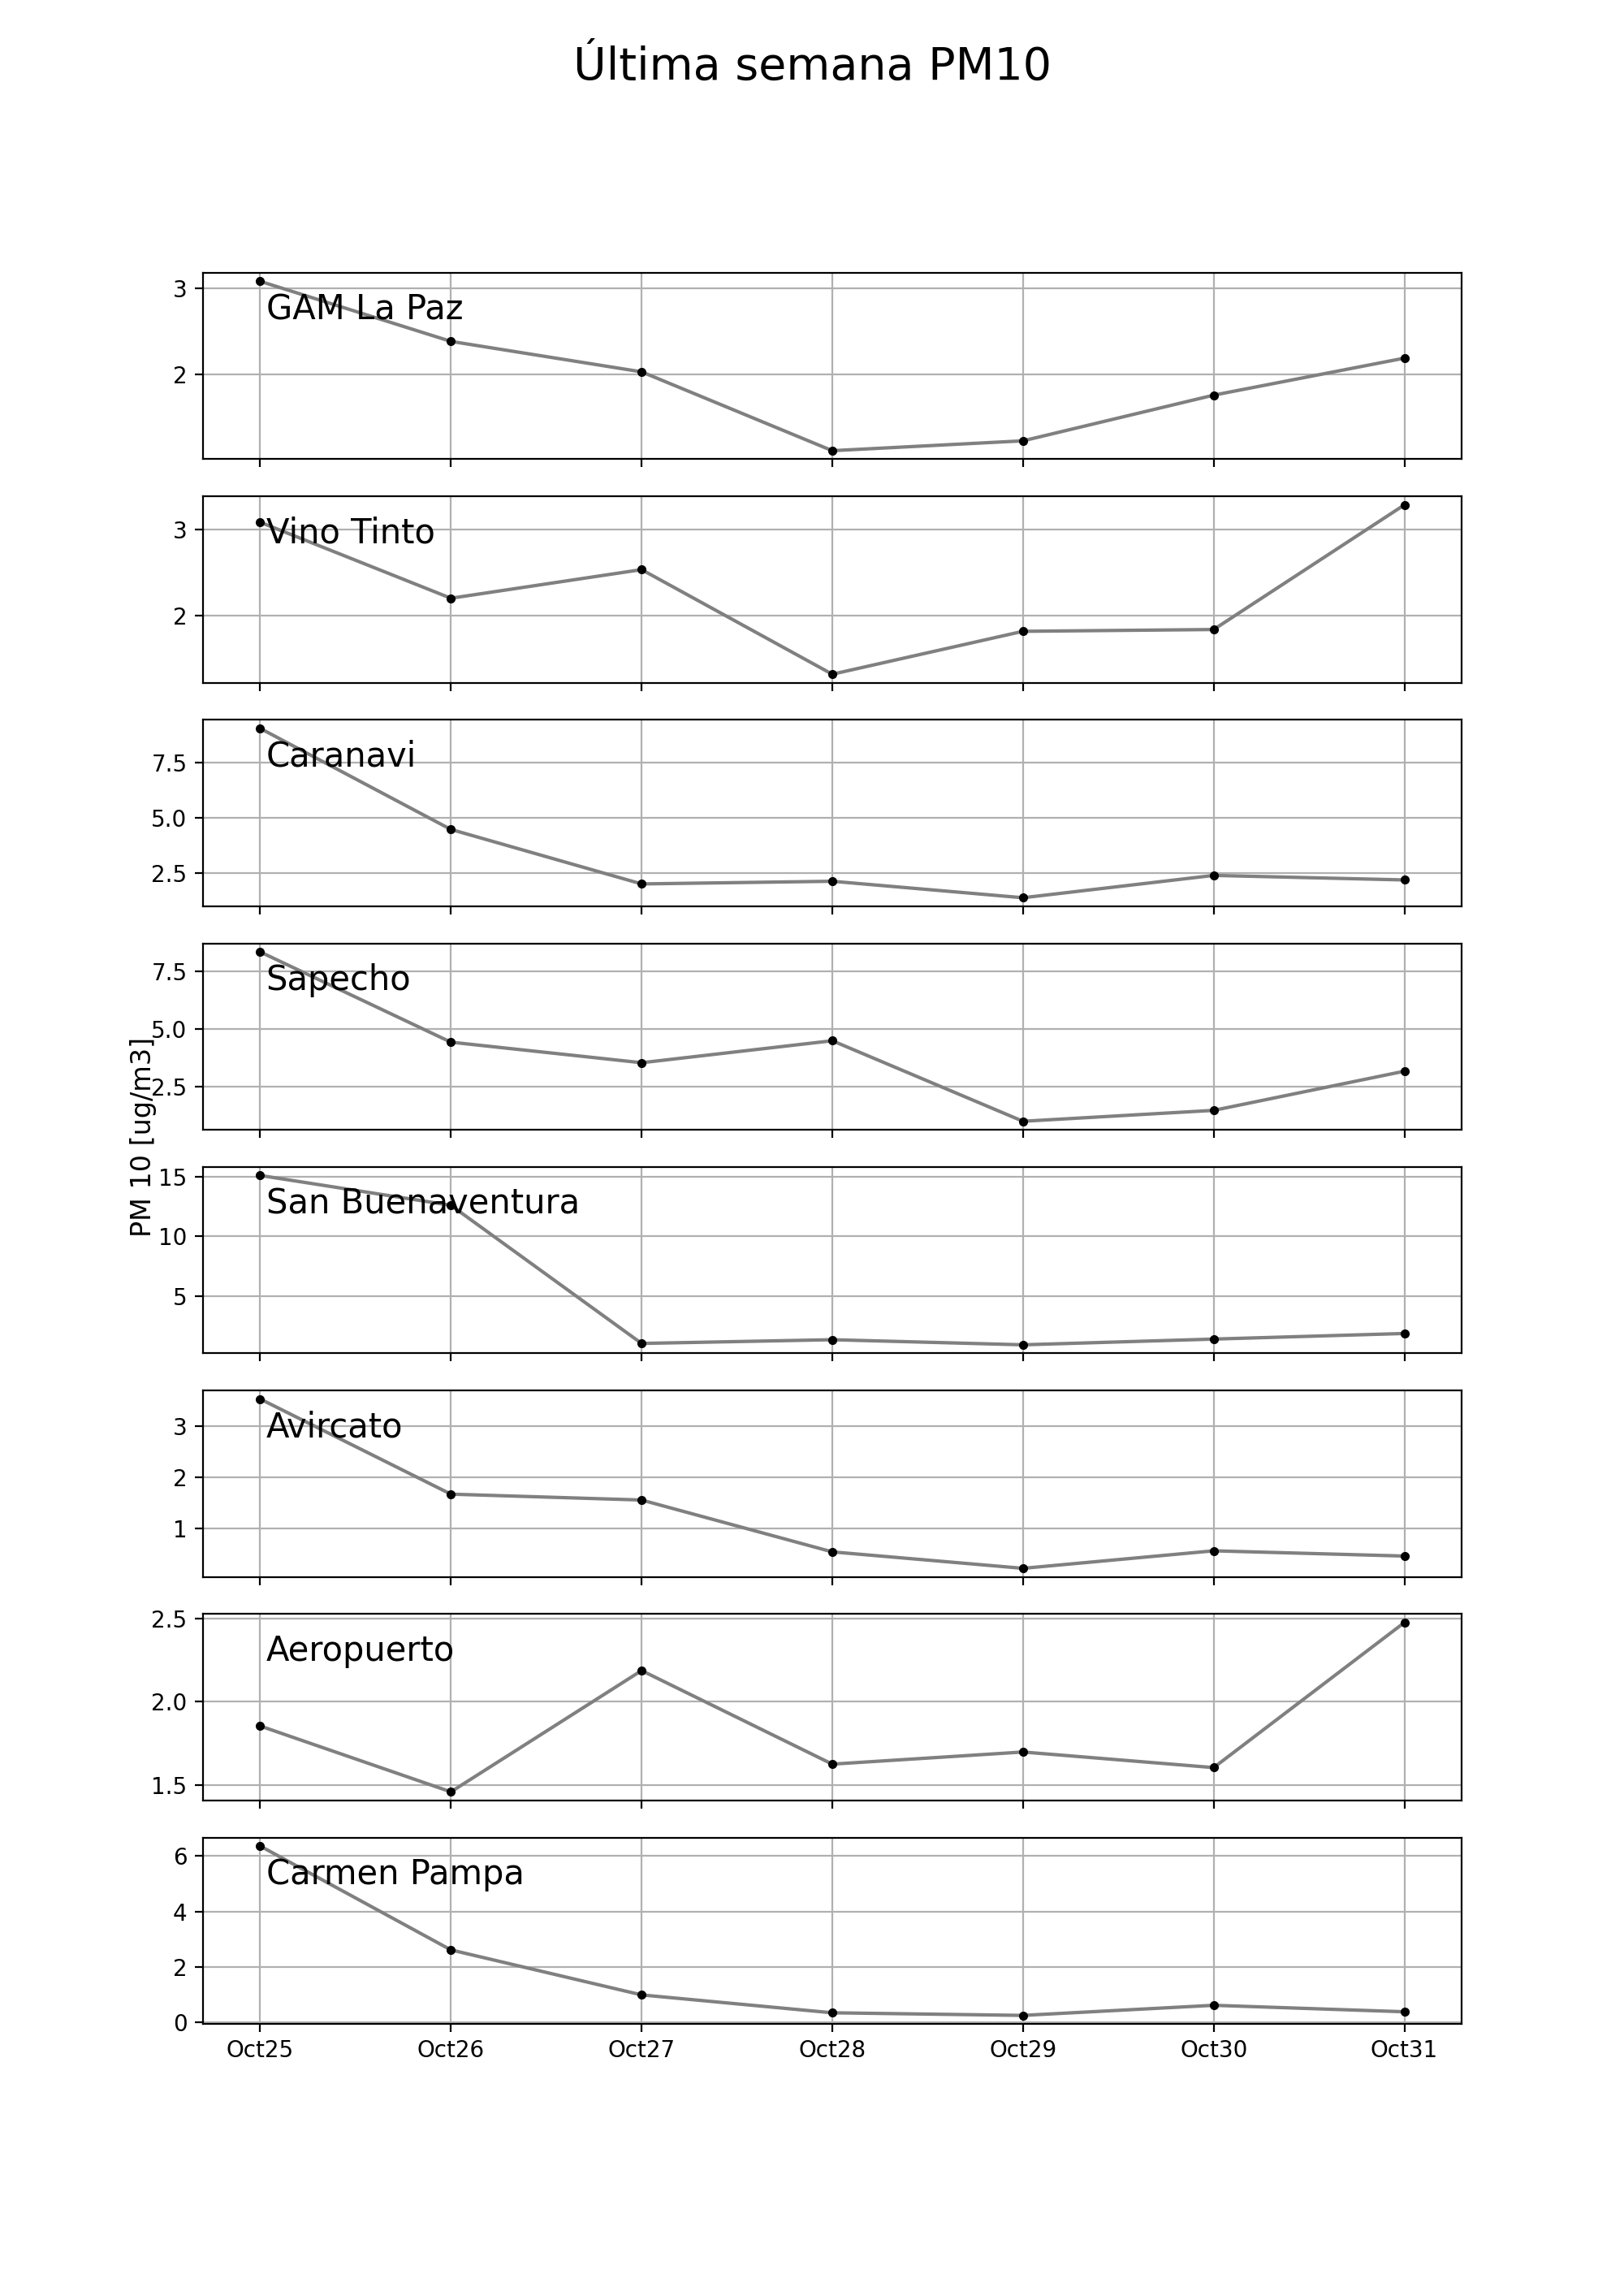 Última semana PM10
3
GAM La Paz
2
3
Vino Tinto
2
Caranavi
7.5
5.0
2.5
Sapecho
7.5
5.0
2.5
PM 10 [ug/m3]
15
San Buenaventura
10
5
3
Avircato
2
1
2.5
Aeropuerto
2.0
1.5
6
Carmen Pampa
4
2
0
Oct25 Oct26 Oct27 Oct28 Oct29 Oct30 Oct31